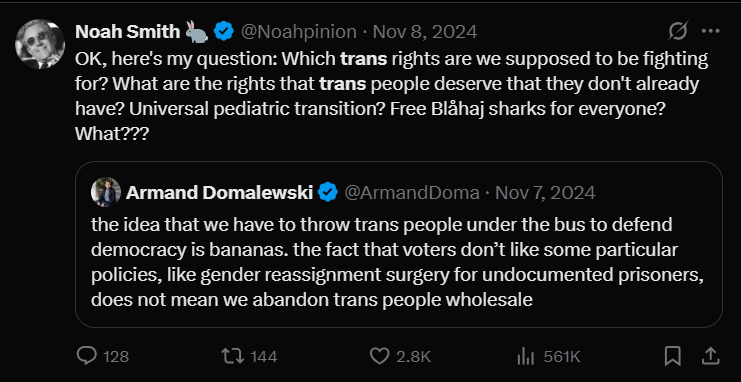 Noah Smith 🐇 @Noahpinion · Nov 8, 2024
OK, here's my question: Which trans rights are we supposed to be fighting
for? What are the rights that trans people deserve that they don't already
have? Universal pediatric transition? Free Blåhaj sharks for everyone?
What???
Armand Domalewski @ArmandDoma · Nov 7, 2024
the idea that we have to throw trans people under the bus to defend
democracy is bananas. the fact that voters don’t like some particular
policies, like gender reassignment surgery for undocumented prisoners,
does not mean we abandon trans people wholesale
128 144 2.8K 561K